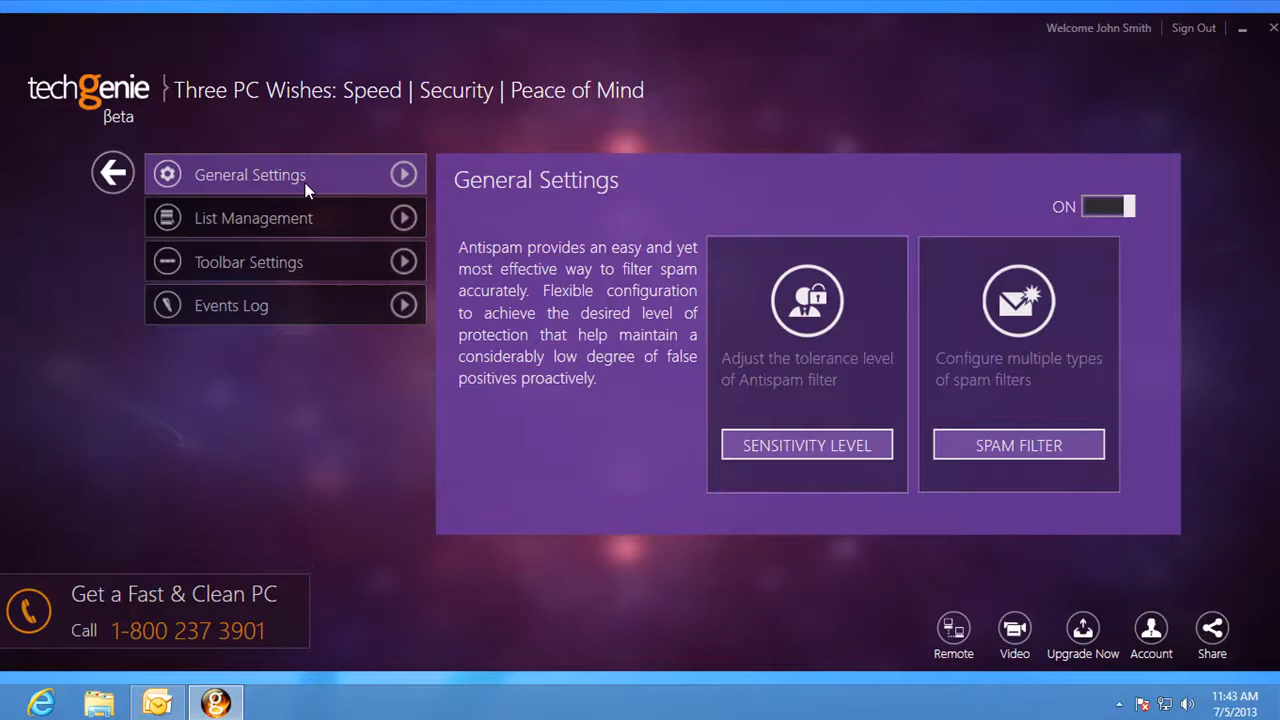 Welcome John Smith | Sign Out
techgenie
βeta
Three PC Wishes: Speed | Security | Peace of Mind
General Settings
List Management
Toolbar Settings
Events Log
General Settings
ON
Antispam provides an easy and yet
most effective way to filter spam
accurately. Flexible configuration
to achieve the desired level of
protection that help maintain a
considerably low degree of false
positives proactively.
Adjust the tolerance level
of Antispam filter
SENSITIVITY LEVEL
Configure multiple types
of spam filters
SPAM FILTER
Get a Fast & Clean PC
Call 1-800 237 3901
Remote
Video
Upgrade Now
Account
Share
11:43 AM
7/5/2013